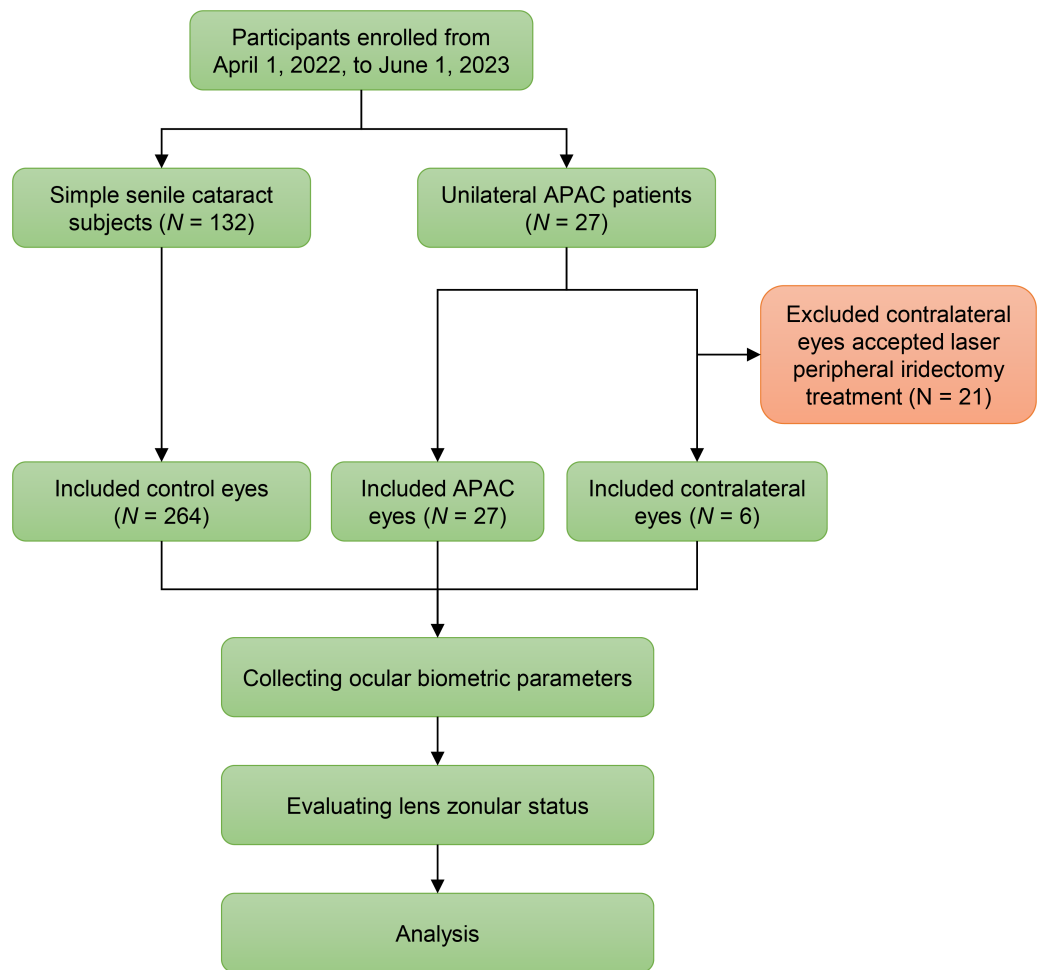 Participants enrolled from
April 1, 2022, to June 1, 2023
Simple senile cataract
subjects (N = 132)
Unilateral APAC patients
(N = 27)
Excluded contralateral
eyes accepted laser
peripheral iridectomy
treatment (N = 21)
Included control eyes
(N = 264)
Included APAC
eyes (N = 27)
Included contralateral
eyes (N = 6)
Collecting ocular biometric parameters
Evaluating lens zonular status
Analysis